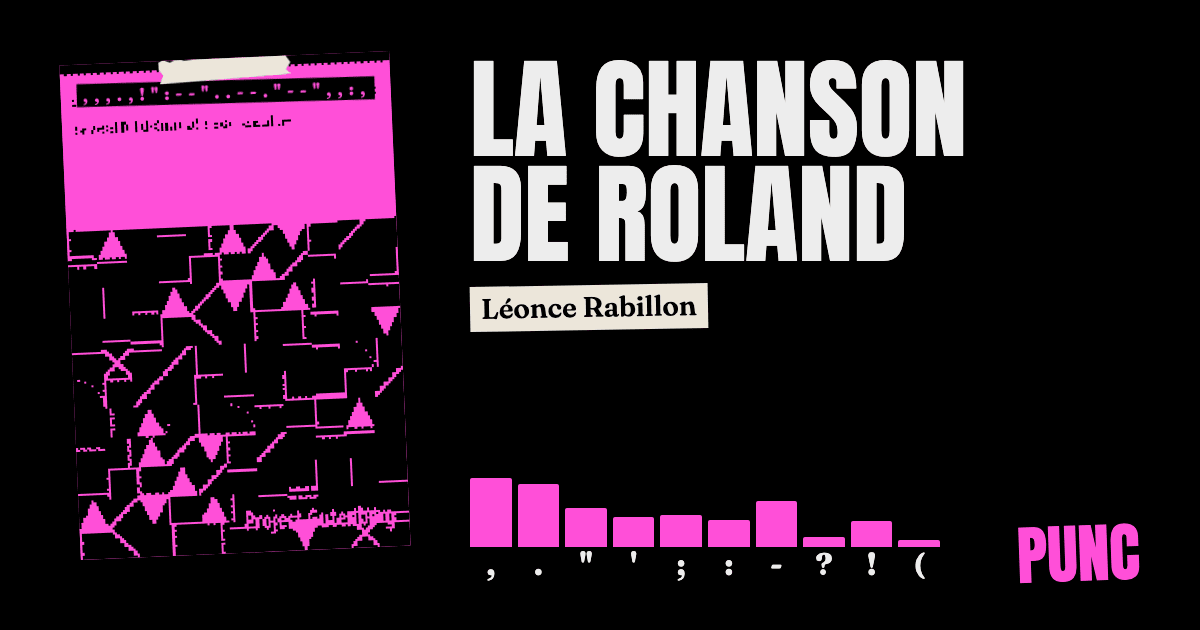 ,,,.,!":--"..--."--",,:,
LA CHANSON
DE ROLAND
Léonce Rabillon
Project Gutenberg
, . " ' ; : - ? ! (
PUNC